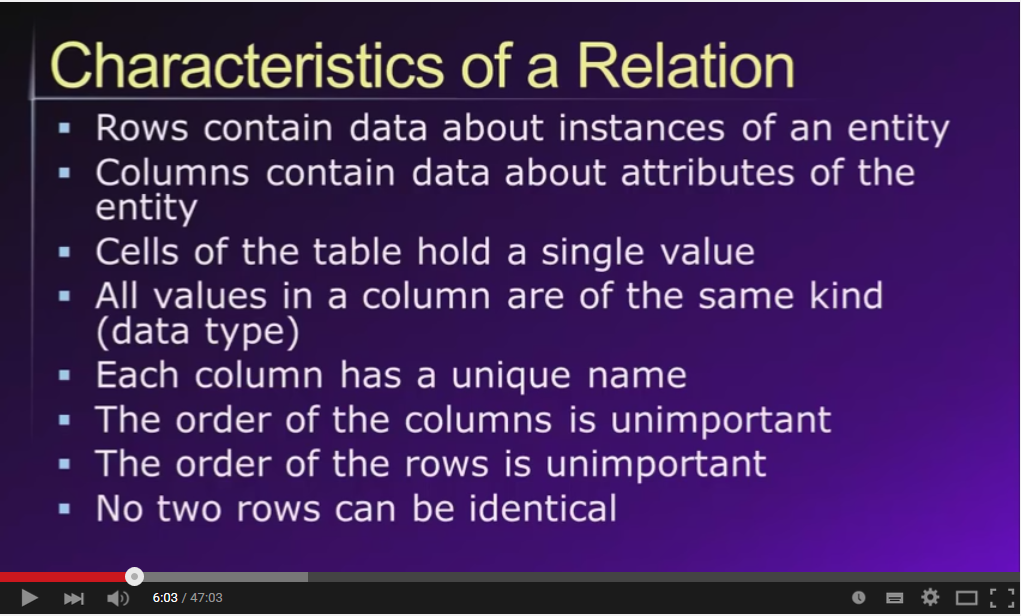 Characteristics of a Relation
▪ Rows contain data about instances of an entity
▪ Columns contain data about attributes of the
entity
▪ Cells of the table hold a single value
▪ All values in a column are of the same kind
(data type)
▪ Each column has a unique name
▪ The order of the columns is unimportant
▪ The order of the rows is unimportant
▪ No two rows can be identical
6:03 / 47:03